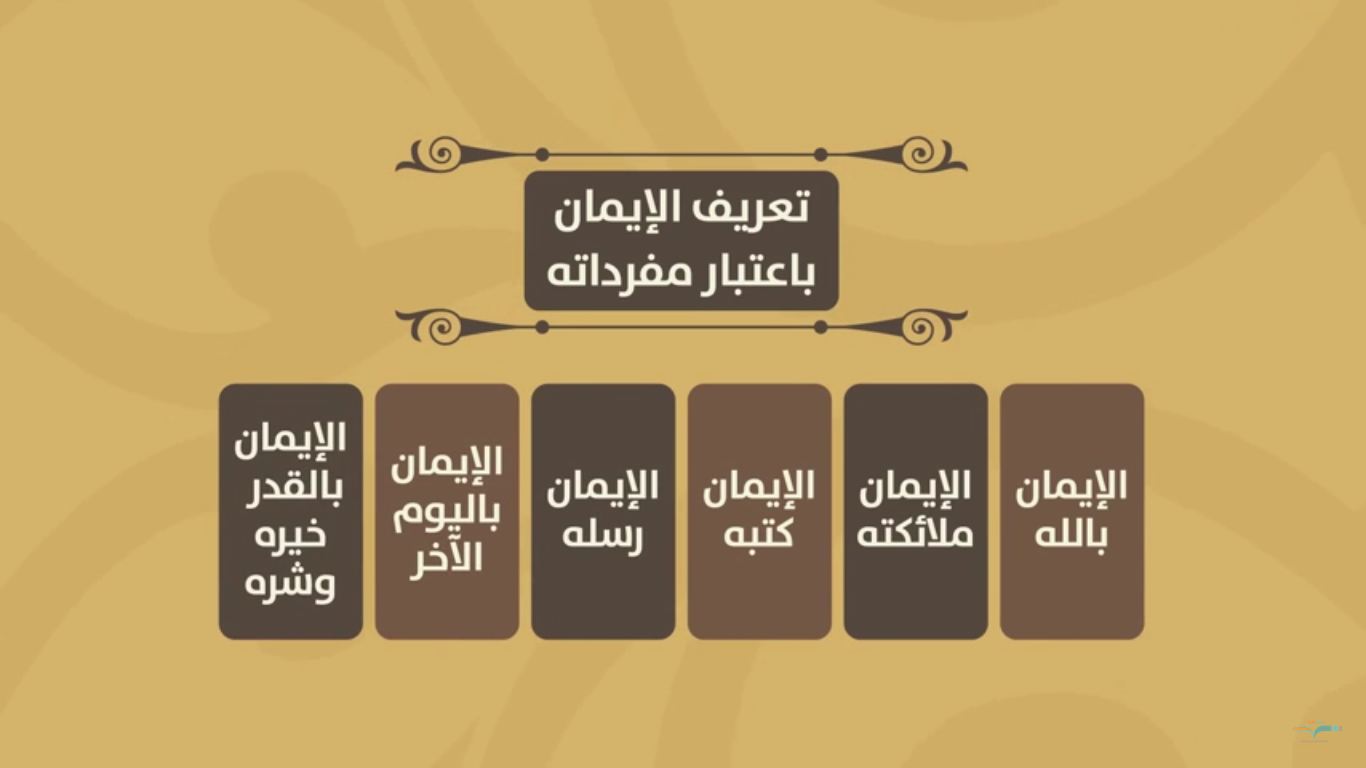 تعريف الإيمان
باعتبار مفرداته
الإيمان
بالله
الإيمان
ملائكته
الإيمان
كتبه
الإيمان
رسله
الإيمان
باليوم
الآخر
الإيمان
بالقدر
خيره
وشره